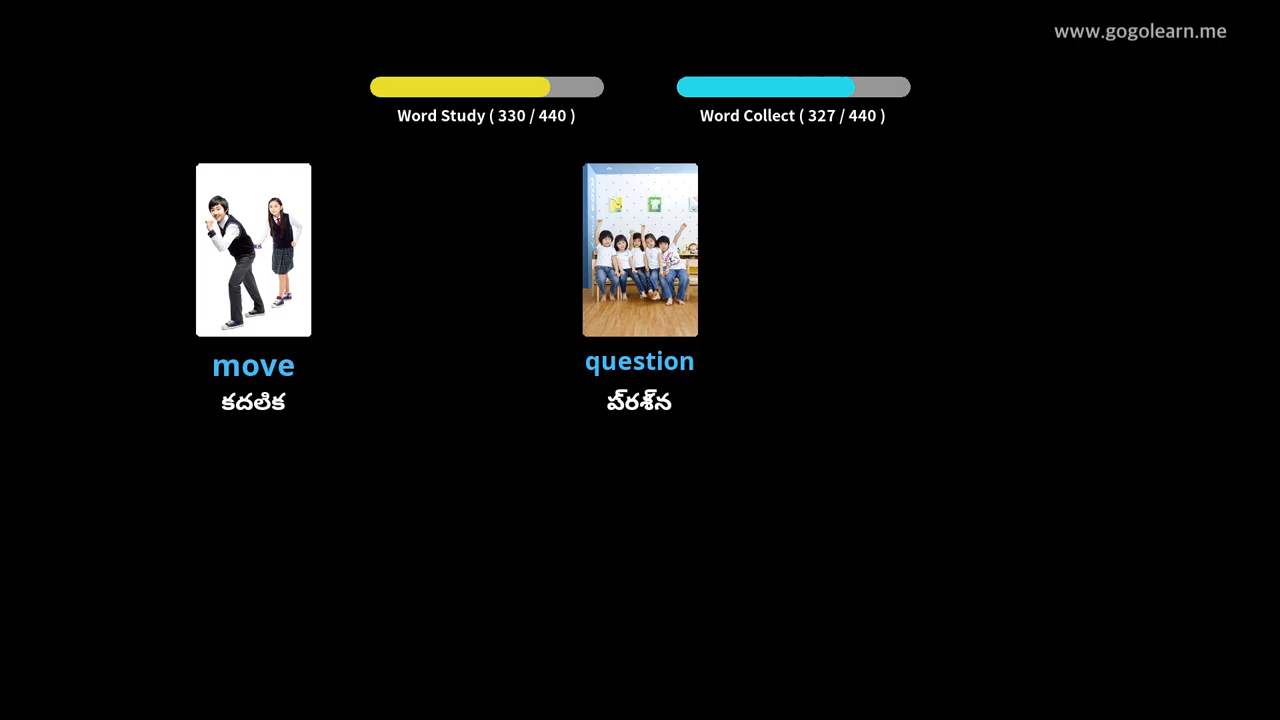 www.gogolearn.me
Word Study ( 330 / 440 )
Word Collect ( 327 / 440 )
move
కదలిక
question
ప్రశ్న